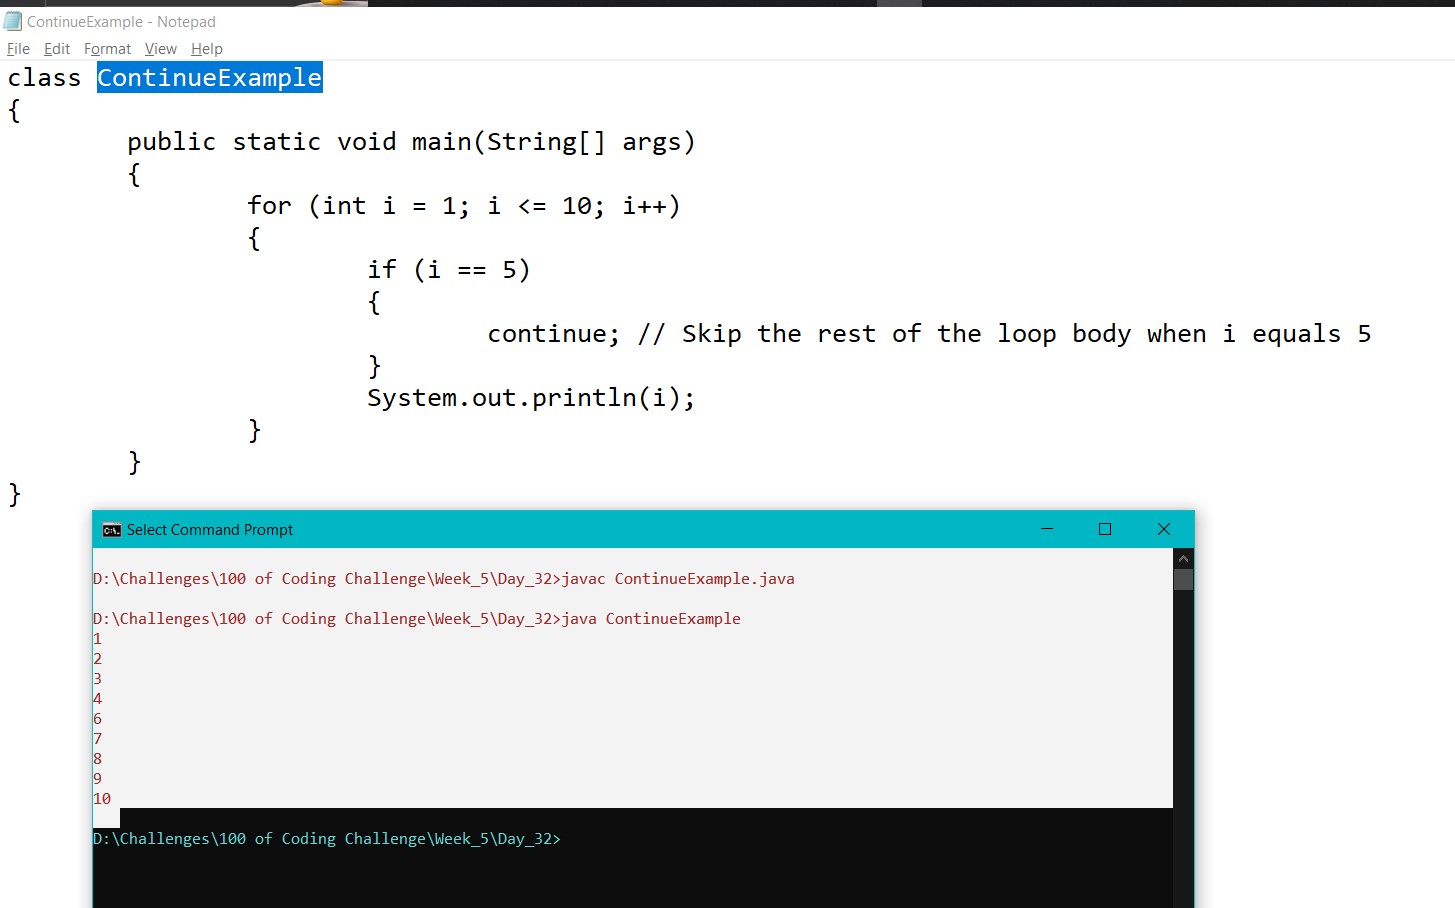 ContinueExample - Notepad
File Edit Format View Help
class ContinueExample
{
public static void main(String[] args)
{
for (int i = 1; i <= 10; i++)
{
if (i == 5)
{
continue; // Skip the rest of the loop body when i equals 5
}
System.out.println(i);
}
}
}
C:\. Select Command Prompt
D:\Challenges\100 of Coding Challenge\Week_5\Day_32>javac ContinueExample.java
D:\Challenges\100 of Coding Challenge\Week_5\Day_32>java ContinueExample
1
2
3
4
6
7
8
9
10
D:\Challenges\100 of Coding Challenge\Week_5\Day_32>